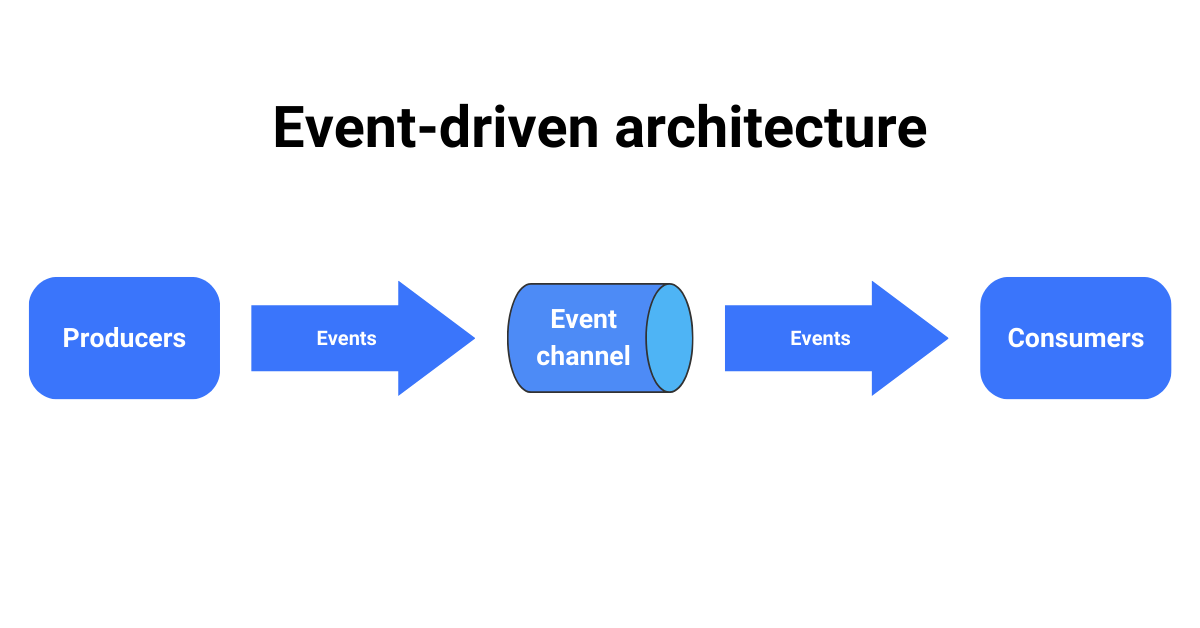 Event-driven architecture
Producers
Events
Event
channel
Events
Consumers